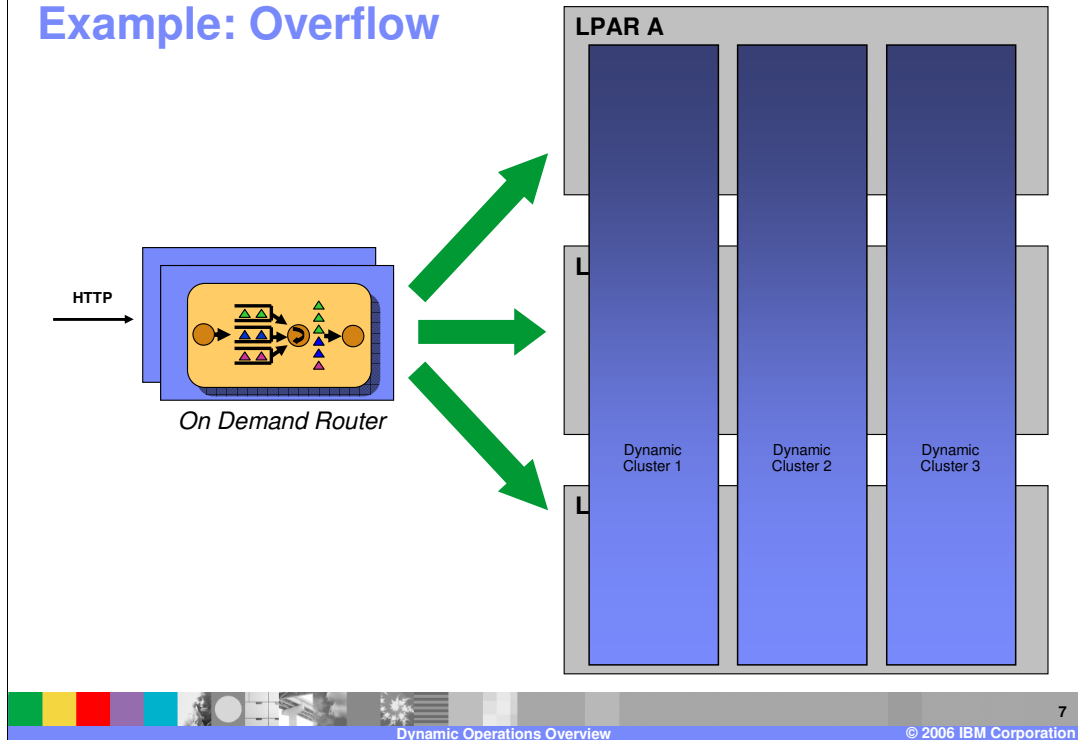 Example: Overflow
LPAR A
HTTP
L
On Demand Router
Dynamic
Cluster 1
Dynamic
Cluster 2
Dynamic
Cluster 3
L
7
Dynamic Operations Overview
© 2006 IBM Corporation